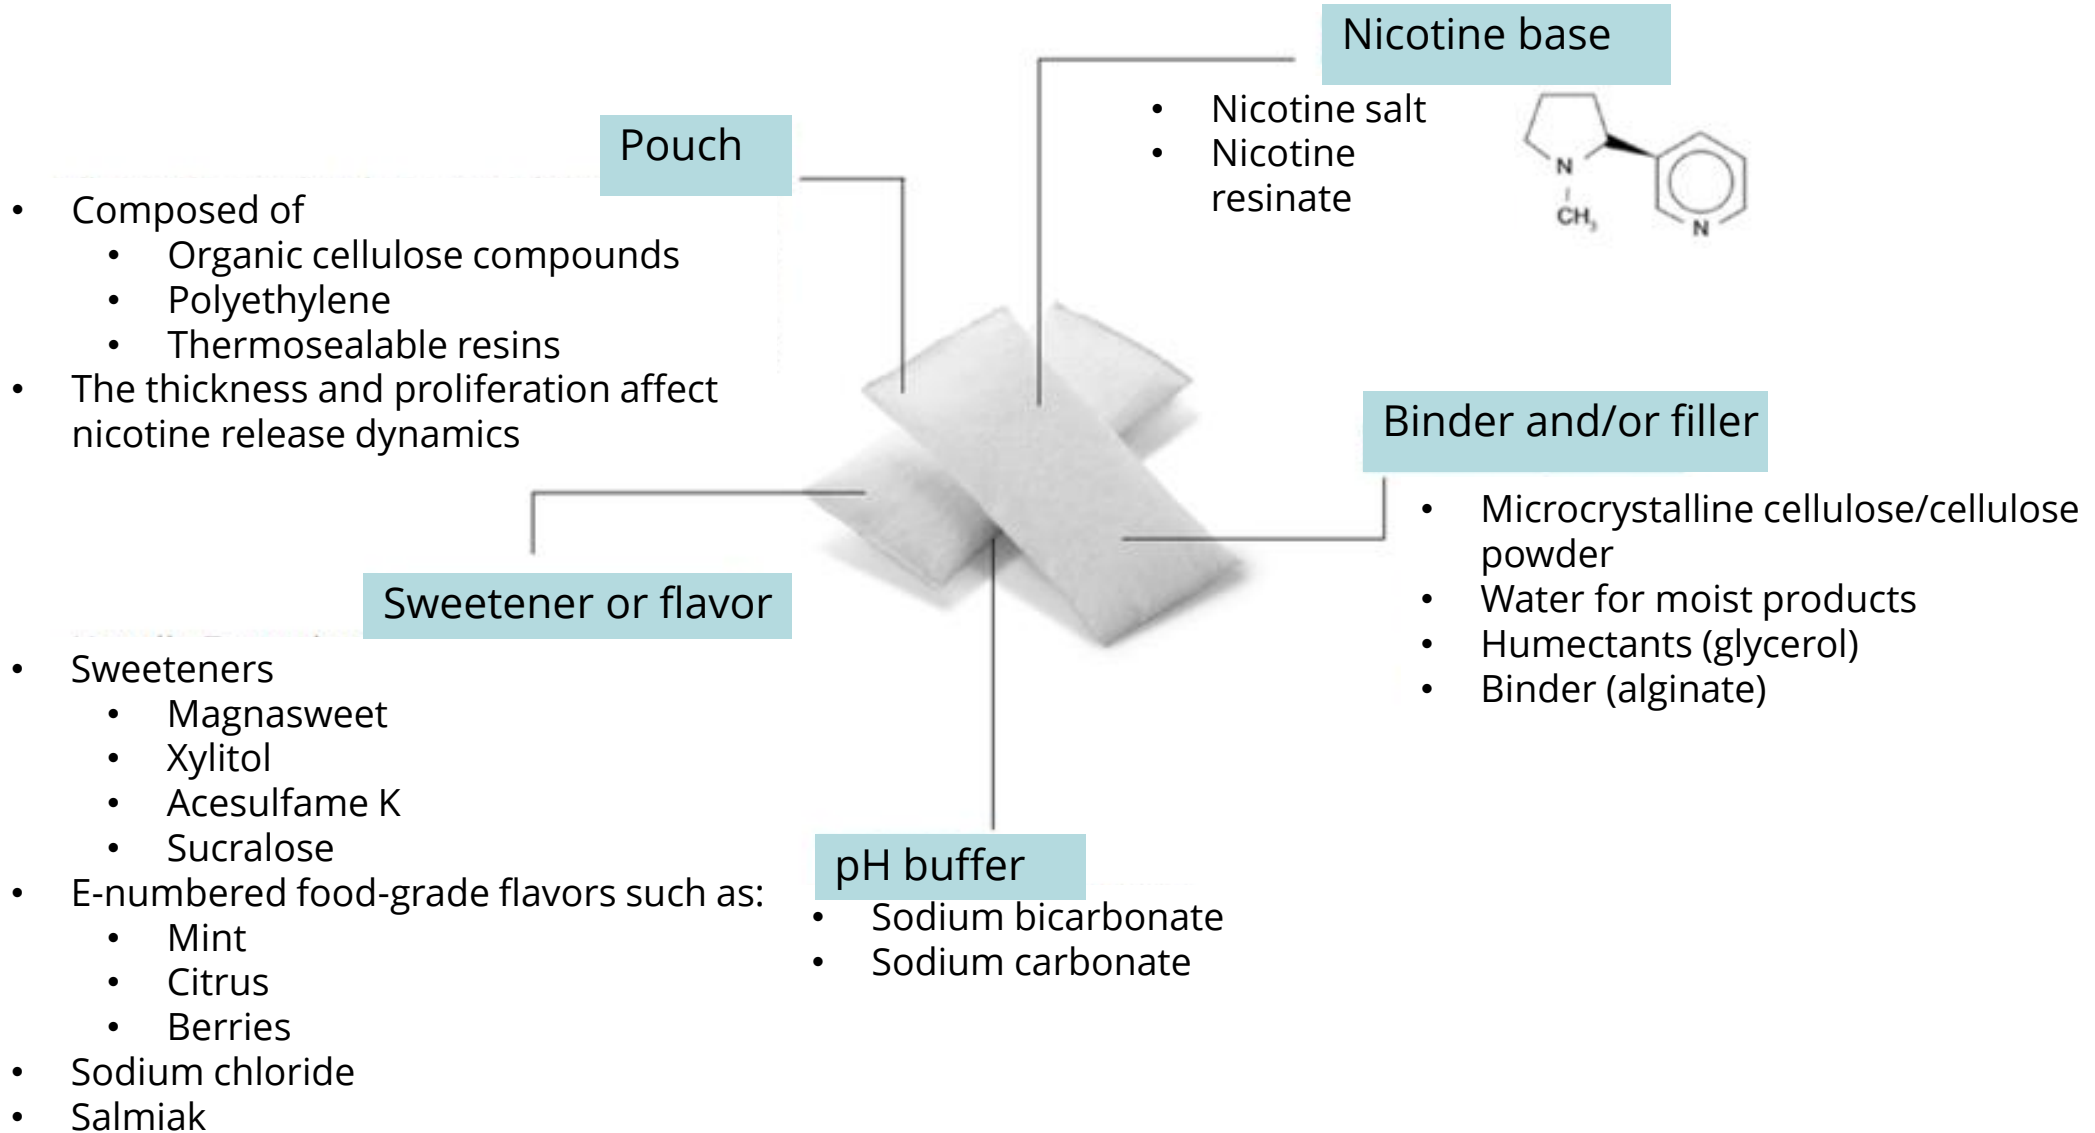 Nicotine base
• Nicotine salt
• Nicotine
resinate
N
CH3
N
Pouch
• Composed of
• Organic cellulose compounds
• Polyethylene
• Thermosealable resins
• The thickness and proliferation affect
nicotine release dynamics
Binder and/or filler
• Microcrystalline cellulose/cellulose
powder
• Water for moist products
• Humectants (glycerol)
• Binder (alginate)
Sweetener or flavor
• Sweeteners
• Magnasweet
• Xylitol
• Acesulfame K
• Sucralose
• E-numbered food-grade flavors such as:
• Mint
• Citrus
• Berries
• Sodium chloride
• Salmiak
pH buffer
• Sodium bicarbonate
• Sodium carbonate